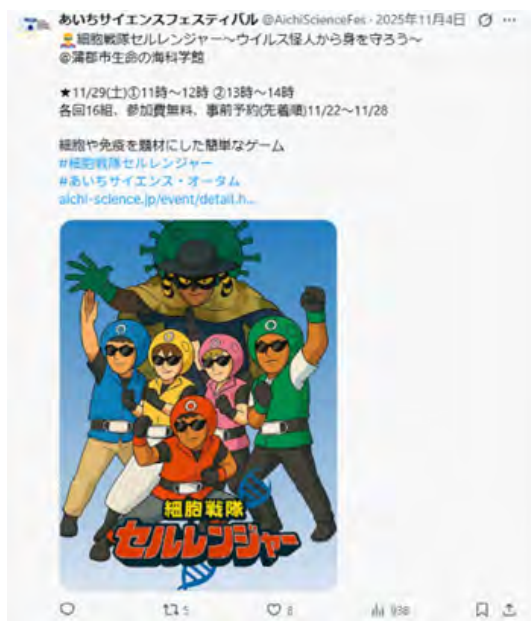 あいちサイエンスフェスティバル @AichiScienceFes · 2025年11月4日
細胞戦隊セルレンジャー～ウイルス怪人から身を守ろう～
@蒲郡市生命の海科学館
★11/29(土)①11時～12時 ②13時～14時
各回16組、参加費無料、事前予約(先着順)11/22～11/28
細胞や免疫を題材にした簡単なゲーム
#細胞戦隊セルレンジャー
#あいちサイエンス・オータム
aichi-science.jp/event/detail.h...
細胞戦隊
セルレンジャー
5
8
938